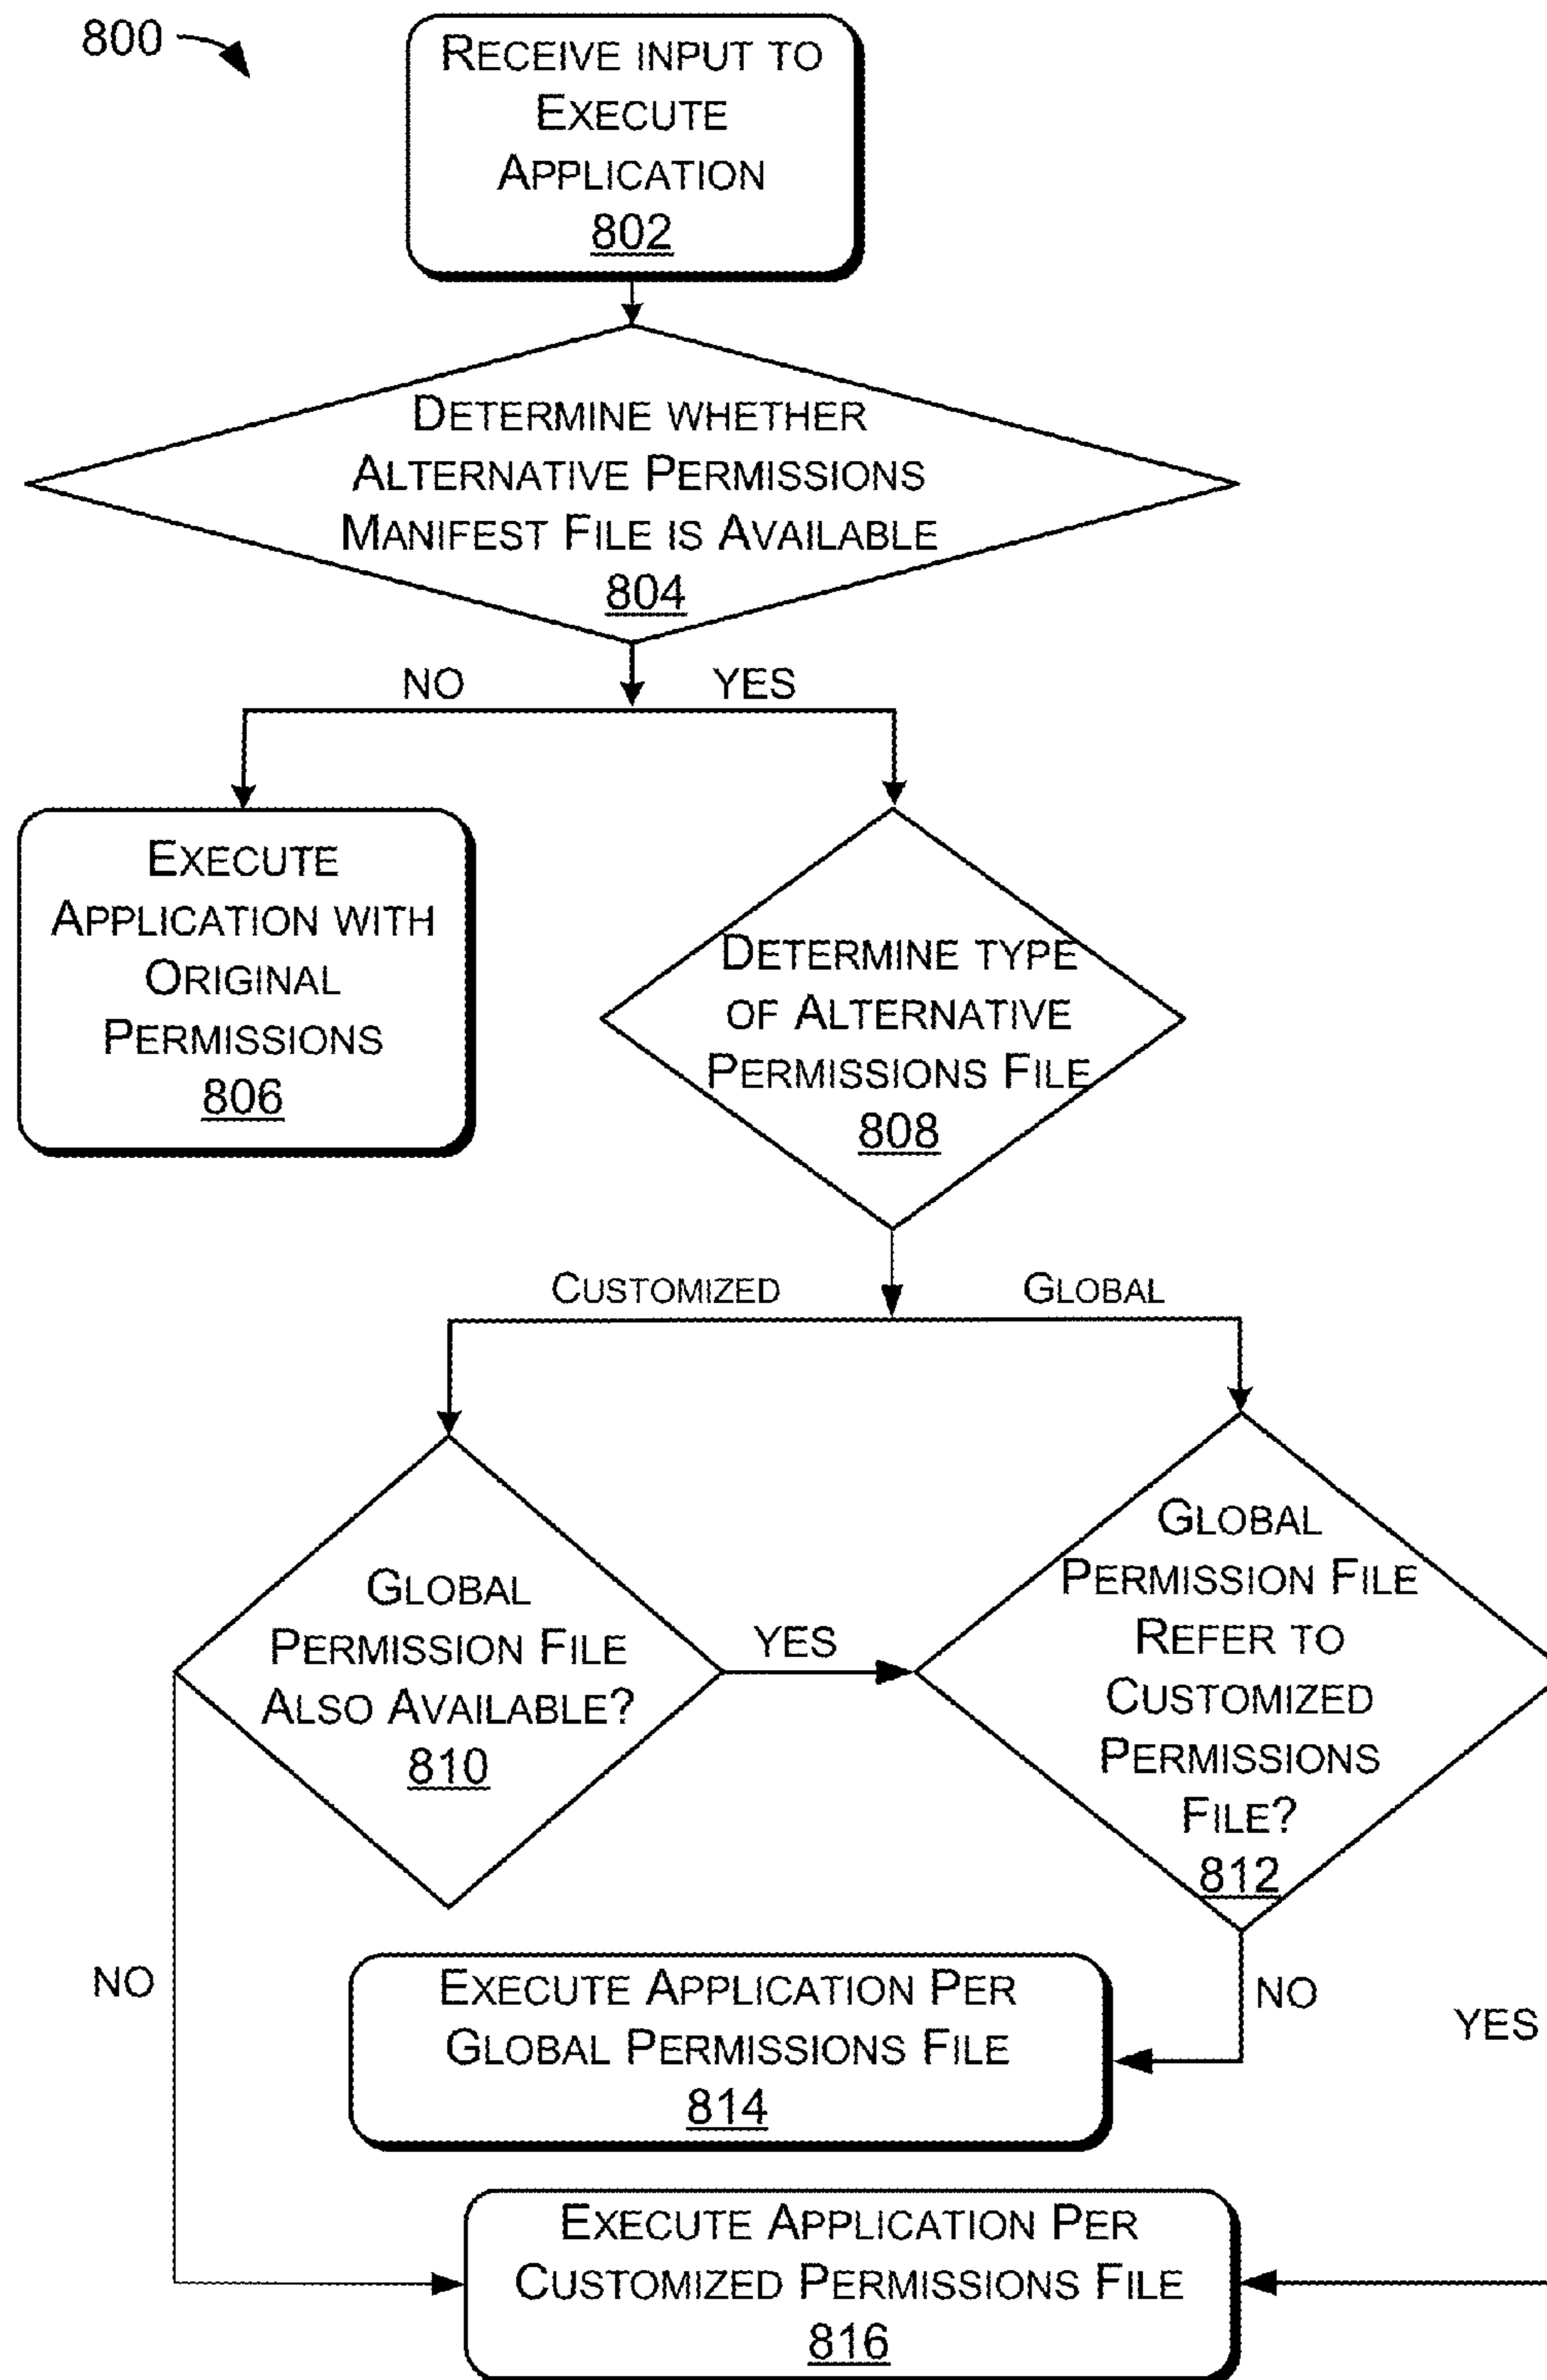 800
RECEIVE INPUT TO
EXECUTE
APPLICATION
802
DETERMINE WHETHER
ALTERNATIVE PERMISSIONS
MANIFEST FILE IS AVAILABLE
804
NO
YES
EXECUTE
APPLICATION WITH
ORIGINAL
PERMISSIONS
806
DETERMINE TYPE
OF ALTERNATIVE
PERMISSIONS FILE
808
CUSTOMIZED
GLOBAL
GLOBAL
PERMISSION FILE
ALSO AVAILABLE?
810
YES
GLOBAL
PERMISSION FILE
REFER TO
CUSTOMIZED
PERMISSIONS
FILE?
812
NO
EXECUTE APPLICATION PER
GLOBAL PERMISSIONS FILE
814
NO
YES
EXECUTE APPLICATION PER
CUSTOMIZED PERMISSIONS FILE
816